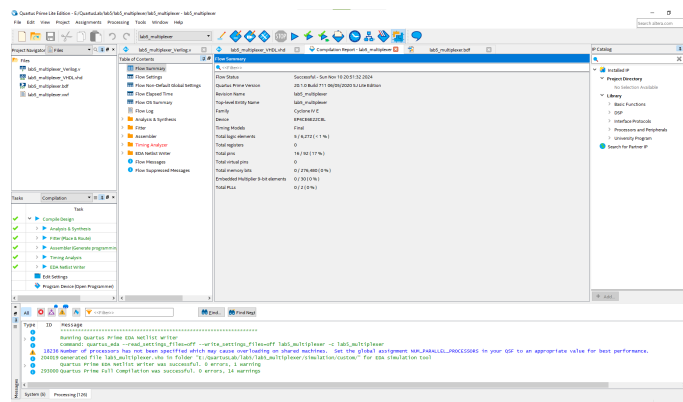 Quartus Prime Lite Edition - E:/QuartusLab/lab5/lab5_multiplexer/lab5_multiplexer - lab5_multiplexer
File Edit View Project Assignments Processing Tools Window Help
Search altera.com
lab5_multiplexer
Project Navigator Files
lab5_multiplexer_Verilog.v
lab5_multiplexer_VHDL.vhd
Compilation Report - lab5_multiplexer
lab5_multiplexer.bdf
IP Catalog
Files
lab5_multiplexer_Verilog.v
lab5_multiplexer_VHDL.vhd
lab5_multiplexer.bdf
lab5_multiplexer.vwf
Table of Contents
Flow Summary
Flow Settings
Flow Non-Default Global Settings
Flow Elapsed Time
Flow OS Summary
Flow Log
Analysis & Synthesis
Fitter
Assembler
Timing Analyzer
EDA Netlist Writer
Flow Messages
Flow Suppressed Messages
Flow Summary
<<Filter>>
Flow Status Successful - Sun Nov 10 20:51:32 2024
Quartus Prime Version 20.1.0 Build 711 06/05/2020 SJ Lite Edition
Revision Name lab5_multiplexer
Top-level Entity Name lab5_multiplexer
Family Cyclone IV E
Device EP4CE6E22C8L
Timing Models Final
Total logic elements 5 / 6,272 ( < 1 % )
Total registers 0
Total pins 16 / 92 ( 17 % )
Total virtual pins 0
Total memory bits 0 / 276,480 ( 0 % )
Embedded Multiplier 9-bit elements 0 / 30 ( 0 % )
Total PLLs 0 / 2 ( 0 % )
Installed IP
Project Directory
No Selection Available
Library
Basic Functions
DSP
Interface Protocols
Processors and Peripherals
University Program
Search for Partner IP
+ Add...
Tasks Compilation
Task
Compile Design
Analysis & Synthesis
Fitter (Place & Route)
Assembler (Generate programmin
Timing Analysis
EDA Netlist Writer
Edit Settings
Program Device (Open Programmer)
All <<Filter>> Find... Find Next
Type ID Message
Running Quartus Prime EDA Netlist Writer
Command: quartus_eda --read_settings_files=off --write_settings_files=off lab5_multiplexer -c lab5_multiplexer
18236 Number of processors has not been specified which may cause overloading on shared machines. Set the global assignment NUM_PARALLEL_PROCESSORS in your QSF to an appropriate value for best performance.
204019 Generated file lab5_multiplexer.vho in folder "E:/QuartusLab/lab5/lab5_multiplexer/simulation/custom/" for EDA simulation tool
Quartus Prime EDA Netlist Writer was successful. 0 errors, 1 warning
293000 Quartus Prime Full Compilation was successful. 0 errors, 14 warnings
Messages
System (6) Processing (126)